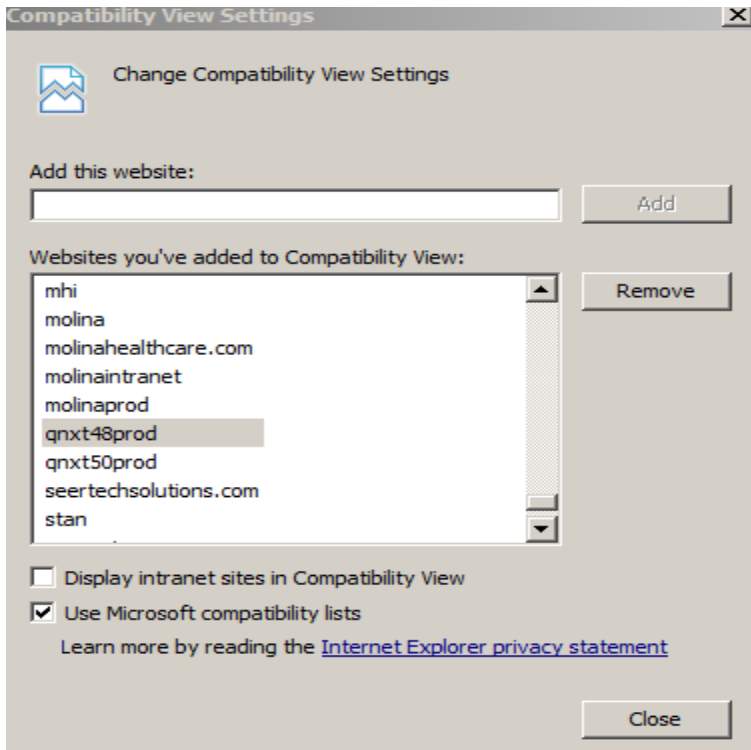 Compatibility View Settings
Change Compatibility View Settings
Add this website:
Add
Websites you've added to Compatibility View:
mhi
Remove
molina
molinahealthcare.com
molinaintranet
molinaprod
qnxt48prod
qnxt50prod
seertechsolutions.com
stan
Display intranet sites in Compatibility View
Use Microsoft compatibility lists
Learn more by reading the Internet Explorer privacy statement
Close